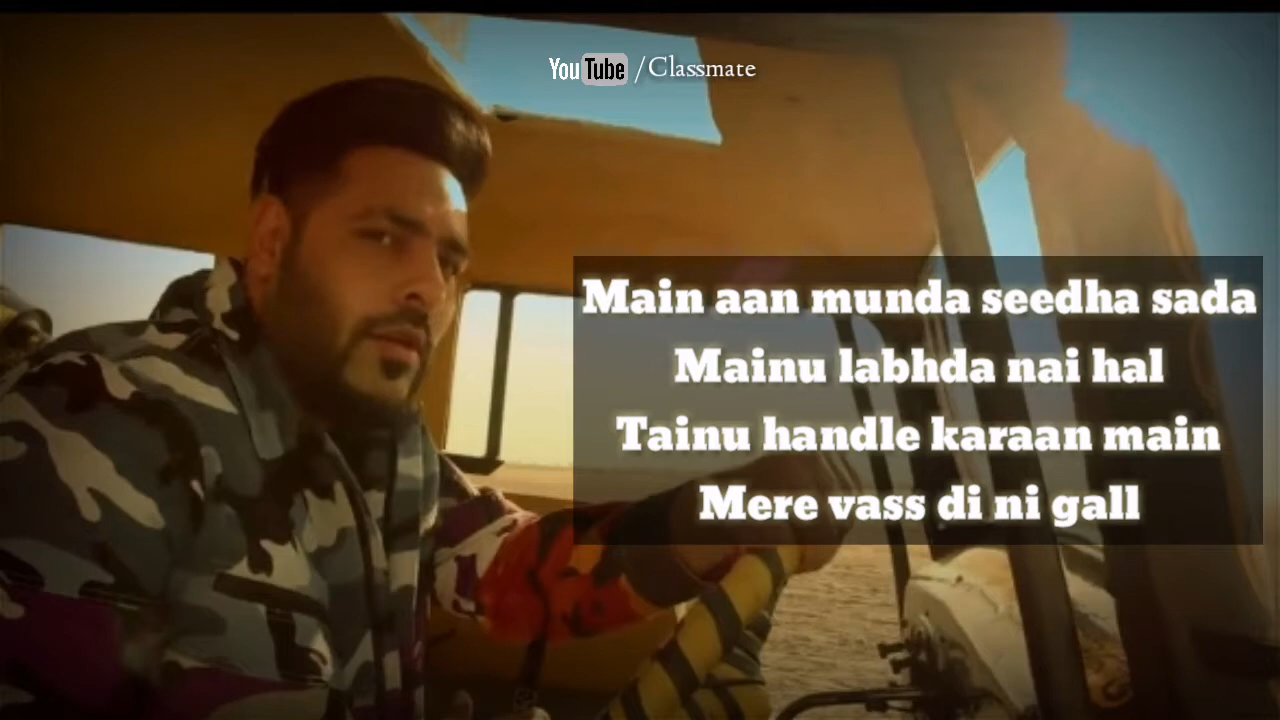 YouTube /Classmate
Main aan munda seedha sada
Mainu labhda nai hal
Tainu handle karaan main
Mere vass di ni gall